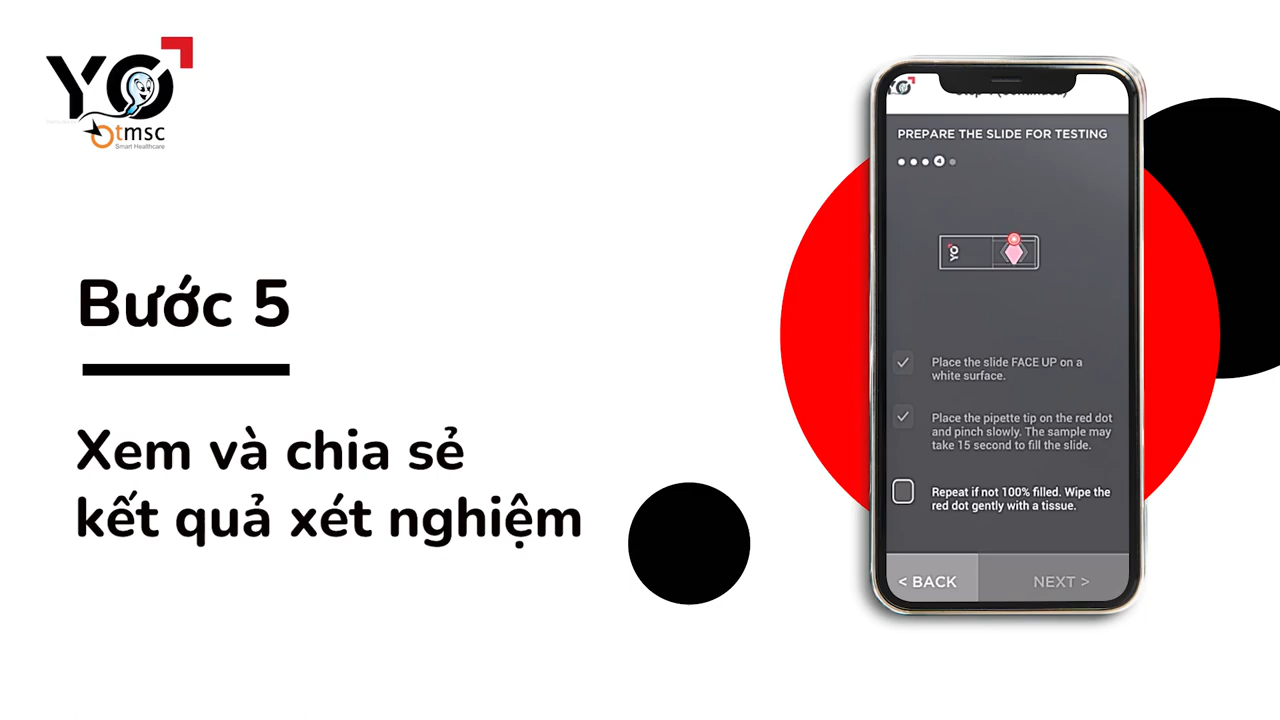 YO
tmsc
Smart Healthcare
Bước 5
Xem và chia sẻ
kết quả xét nghiệm
YO
PREPARE THE SLIDE FOR TESTING
4
YO
Place the slide FACE UP on a
white surface.
Place the pipette tip on the red dot
and pinch slowly. The sample may
take 15 second to fill the slide.
Repeat if not 100% filled. Wipe the
red dot gently with a tissue.
< BACK
NEXT >